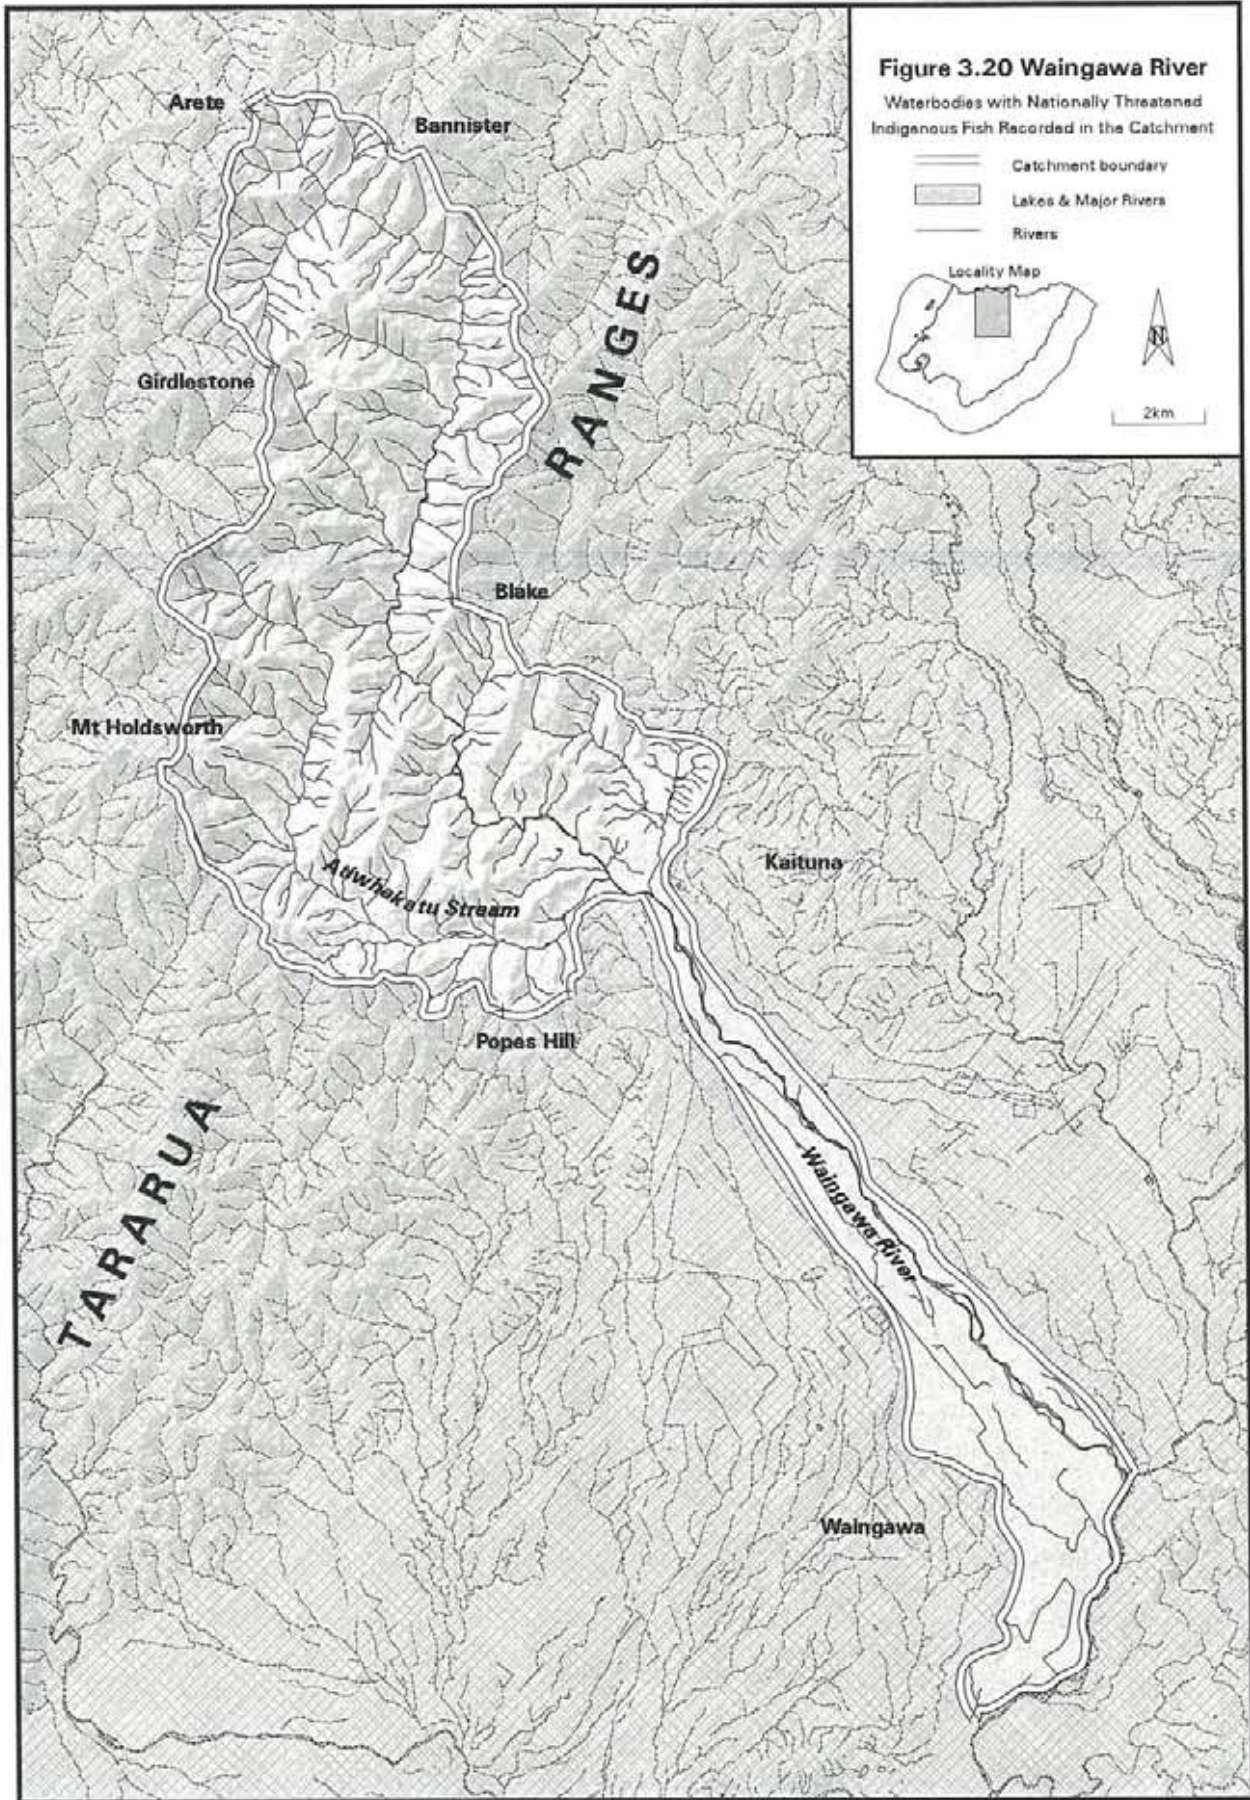 Figure 3.20 Waingawa River
Waterbodies with Nationally Threatened
Indigenous Fish Recorded in the Catchment
Catchment boundary
Lakes & Major Rivers
Rivers
Locality Map
N
2km
Arete
Bannister
RANGES
Girdlestone
Blake
Mt Holdsworth
Kaituna
Atiwhakatu Stream
Popes Hill
TARARUA
Waingawa River
Waingawa